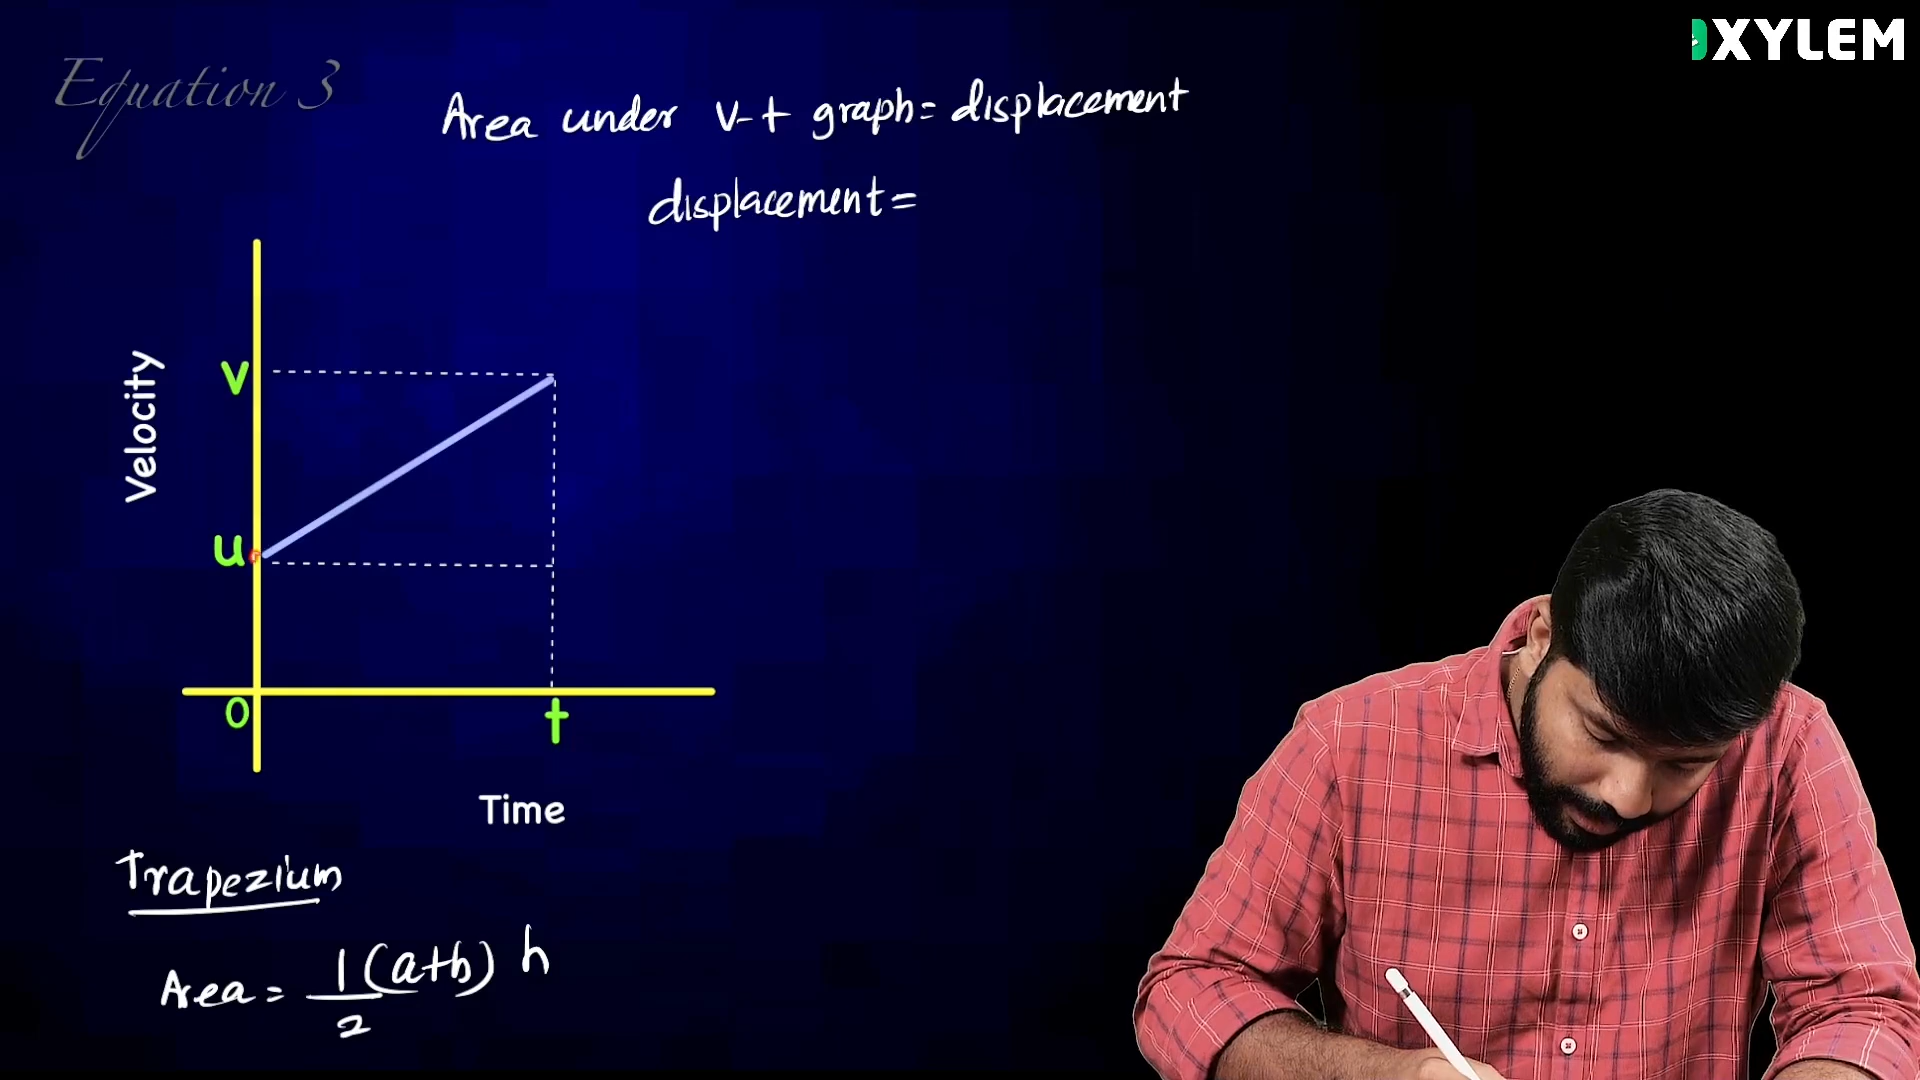 XYLEM
Equation 3
Area under v-t graph = displacement
displacement =
Velocity
v
u
0
t
Time
Trapezium
Area = 1/2 (a+b) h